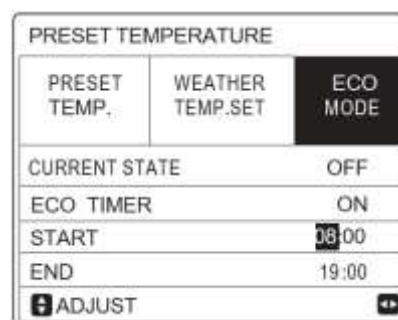 PRESET TEMPERATURE
PRESET TEMP.
WEATHER TEMP.SET
ECO MODE
CURRENT STATE OFF
ECO TIMER ON
START 08:00
END 19:00
ADJUST